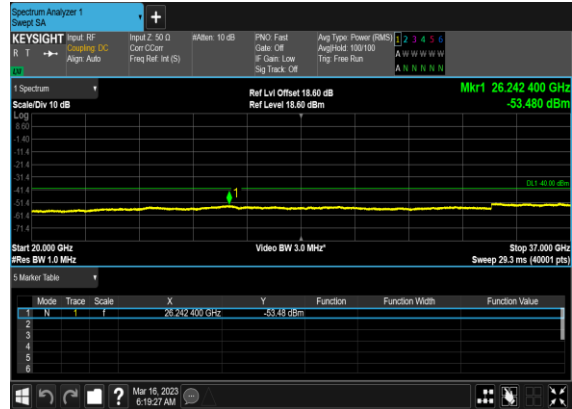 Spectrum Analyzer 1
Swept SA
+
KEYSIGHT
R T
Input: RF
Coupling: DC
Align: Auto
Input Z: 50 Ω
Corr CCorr
Freq Ref: Int (S)
#Atten: 10 dB
PNO: Fast
Gate: Off
IF Gain: Low
Sig Track: Off
Avg Type: Power (RMS)
Avg|Hold: 100/100
Trig: Free Run
1 2 3 4 5 6
A W W W W W
A N N N N N
1 Spectrum
Scale/Div 10 dB
Log
Ref Lvl Offset 18.60 dB
Ref Level 18.60 dBm
Mkr1 26.242 400 GHz
-53.480 dBm
8.60
-1.40
-11.4
-21.4
-31.4
-41.4
-51.4
-61.4
-71.4
1
DL1 -40.00 dBm
Start 20.000 GHz
#Res BW 1.0 MHz
Video BW 3.0 MHz*
Stop 37.000 GHz
Sweep 29.3 ms (40001 pts)
5 Marker Table
Mode Trace Scale X Y Function Function Width Function Value
1 N 1 f 26.242 400 GHz -53.48 dBm
2
3
4
5
6
?
Mar 16, 2023
6:19:27 AM